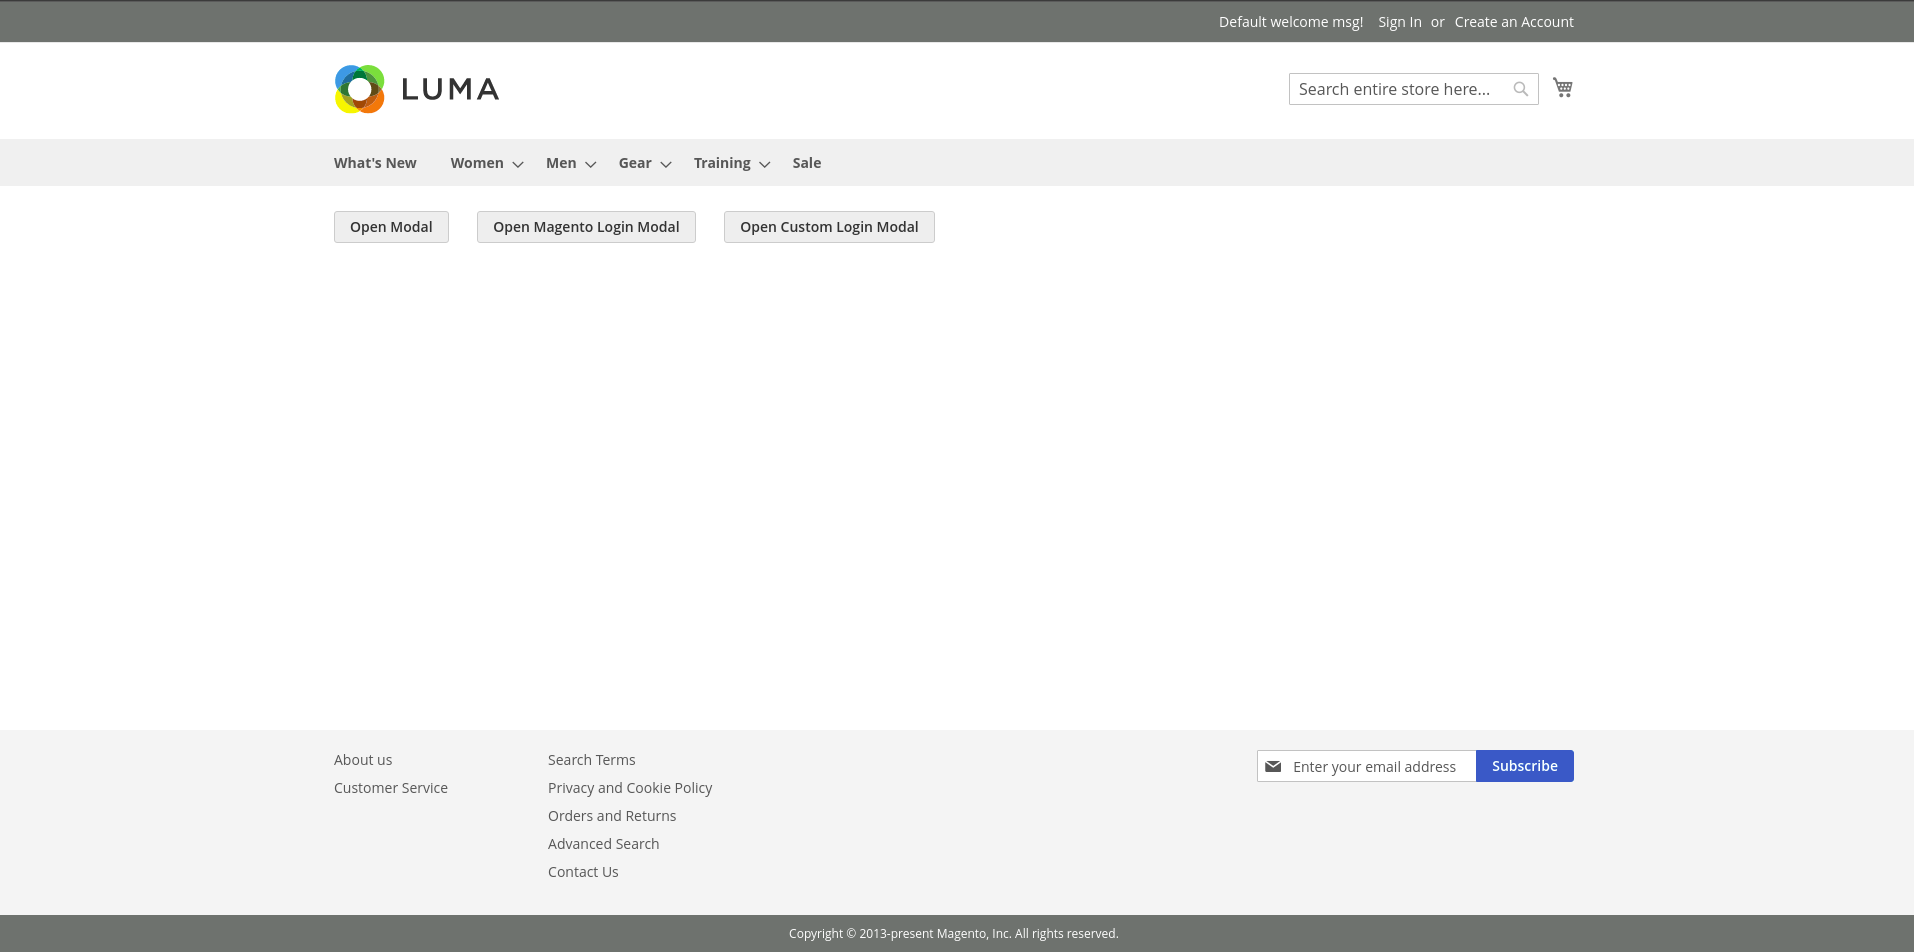 Default welcome msg! Sign In or Create an Account
LUMA
Search entire store here...
What's New Women Men Gear Training Sale
Open Modal Open Magento Login Modal Open Custom Login Modal
About us
Customer Service
Search Terms
Privacy and Cookie Policy
Orders and Returns
Advanced Search
Contact Us
Enter your email address Subscribe
Copyright © 2013-present Magento, Inc. All rights reserved.